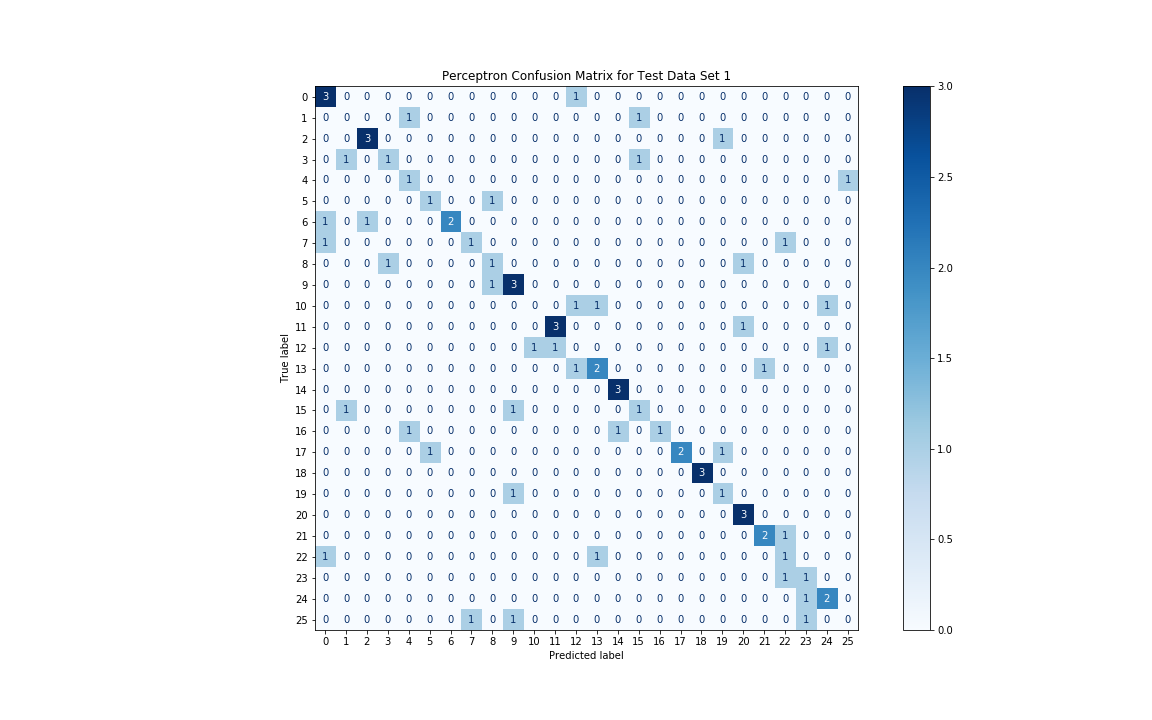 Perceptron Confusion Matrix for Test Data Set 1
True label
0 3 0 0 0 0 0 0 0 0 0 0 0 1 0 0 0 0 0 0 0 0 0 0 0 0 0
1 0 0 0 0 1 0 0 0 0 0 0 0 0 0 0 1 0 0 0 0 0 0 0 0 0 0
2 0 0 3 0 0 0 0 0 0 0 0 0 0 0 0 0 0 0 0 1 0 0 0 0 0 0
3 0 1 0 1 0 0 0 0 0 0 0 0 0 0 0 1 0 0 0 0 0 0 0 0 0 0
4 0 0 0 0 1 0 0 0 0 0 0 0 0 0 0 0 0 0 0 0 0 0 0 0 0 1
5 0 0 0 0 0 1 0 0 1 0 0 0 0 0 0 0 0 0 0 0 0 0 0 0 0 0
6 1 0 1 0 0 0 2 0 0 0 0 0 0 0 0 0 0 0 0 0 0 0 0 0 0 0
7 1 0 0 0 0 0 0 1 0 0 0 0 0 0 0 0 0 0 0 0 0 0 1 0 0 0
8 0 0 0 1 0 0 0 0 1 0 0 0 0 0 0 0 0 0 0 0 1 0 0 0 0 0
9 0 0 0 0 0 0 0 0 1 3 0 0 0 0 0 0 0 0 0 0 0 0 0 0 0 0
10 0 0 0 0 0 0 0 0 0 0 0 0 1 1 0 0 0 0 0 0 0 0 0 0 1 0
11 0 0 0 0 0 0 0 0 0 0 0 3 0 0 0 0 0 0 0 0 1 0 0 0 0 0
12 0 0 0 0 0 0 0 0 0 0 1 1 0 0 0 0 0 0 0 0 0 0 0 0 1 0
13 0 0 0 0 0 0 0 0 0 0 0 0 1 2 0 0 0 0 0 0 0 1 0 0 0 0
14 0 0 0 0 0 0 0 0 0 0 0 0 0 0 3 0 0 0 0 0 0 0 0 0 0 0
15 0 1 0 0 0 0 0 0 0 1 0 0 0 0 0 1 0 0 0 0 0 0 0 0 0 0
16 0 0 0 0 1 0 0 0 0 0 0 0 0 0 1 0 1 0 0 0 0 0 0 0 0 0
17 0 0 0 0 0 1 0 0 0 0 0 0 0 0 0 0 0 2 0 1 0 0 0 0 0 0
18 0 0 0 0 0 0 0 0 0 0 0 0 0 0 0 0 0 0 3 0 0 0 0 0 0 0
19 0 0 0 0 0 0 0 0 0 1 0 0 0 0 0 0 0 0 0 1 0 0 0 0 0 0
20 0 0 0 0 0 0 0 0 0 0 0 0 0 0 0 0 0 0 0 0 3 0 0 0 0 0
21 0 0 0 0 0 0 0 0 0 0 0 0 0 0 0 0 0 0 0 0 0 2 1 0 0 0
22 1 0 0 0 0 0 0 0 0 0 0 0 0 1 0 0 0 0 0 0 0 0 1 0 0 0
23 0 0 0 0 0 0 0 0 0 0 0 0 0 0 0 0 0 0 0 0 0 0 1 1 0 0
24 0 0 0 0 0 0 0 0 0 0 0 0 0 0 0 0 0 0 0 0 0 0 0 1 2 0
25 0 0 0 0 0 0 0 1 0 1 0 0 0 0 0 0 0 0 0 0 0 0 0 1 0 0
0 1 2 3 4 5 6 7 8 9 10 11 12 13 14 15 16 17 18 19 20 21 22 23 24 25
Predicted label
3.0
2.5
2.0
1.5
1.0
0.5
0.0